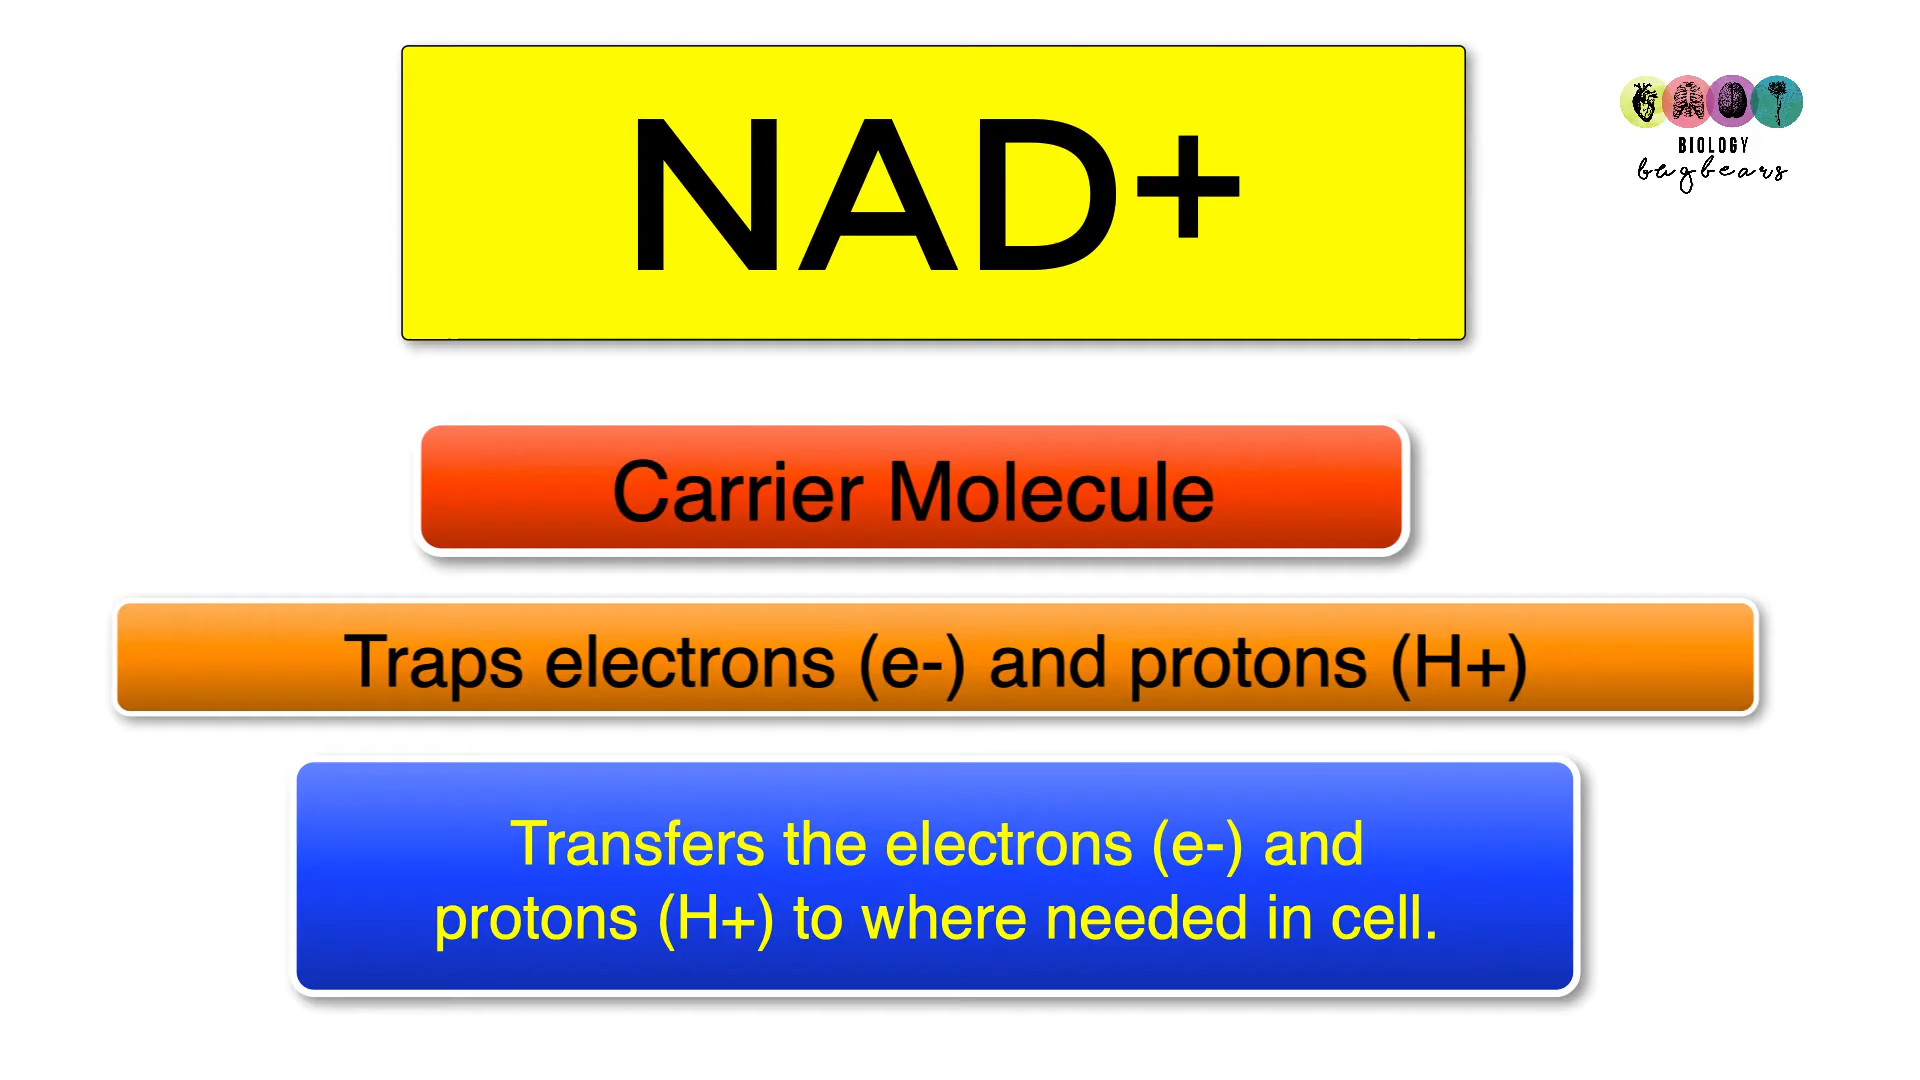 NAD+
BIOLOGY
bugbears
Carrier Molecule
Traps electrons (e-) and protons (H+)
Transfers the electrons (e-) and
protons (H+) to where needed in cell.